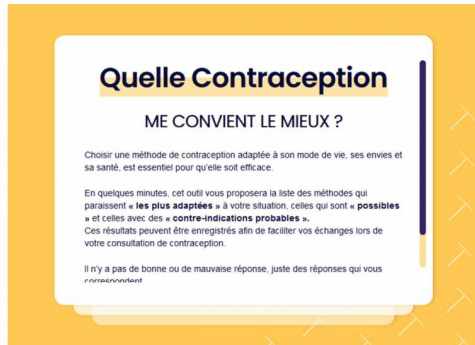 Quelle Contraception
ME CONVIENT LE MIEUX ?
Choisir une méthode de contraception adaptée à son mode de vie, ses envies et
sa santé, est essentiel pour qu'elle soit efficace.
En quelques minutes, cet outil vous proposera la liste des méthodes qui
paraissent « les plus adaptées » à votre situation, celles qui sont « possibles
» et celles avec des « contre-indications probables ».
Ces résultats peuvent être enregistrés afin de faciliter vos échanges lors de
votre consultation de contraception.
Il n'y a pas de bonne ou de mauvaise réponse, juste des réponses qui vous
correspondent